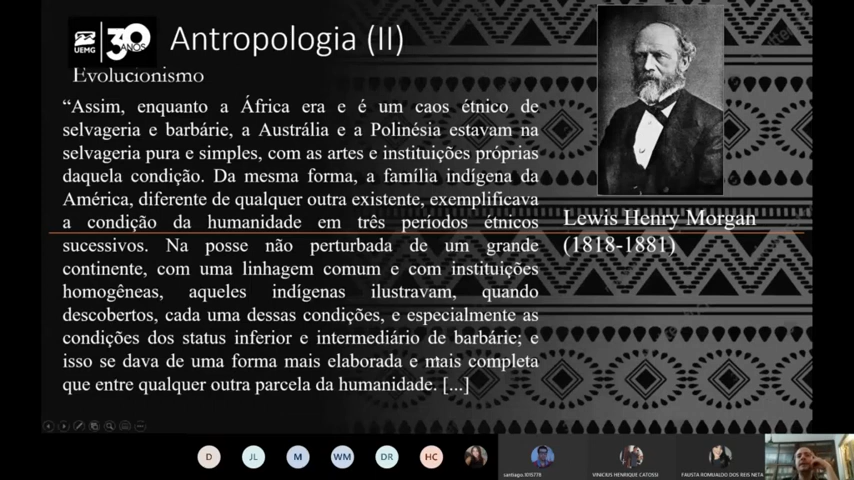 UEMG
30
ANOS
Antropologia (II)
Evolucionismo
“Assim, enquanto a África era e é um caos étnico de
selvageria e barbárie, a Austrália e a Polinésia estavam na
selvageria pura e simples, com as artes e instituições próprias
daquela condição. Da mesma forma, a família indígena da
América, diferente de qualquer outra existente, exemplificava
a condição da humanidade em três períodos étnicos
sucessivos. Na posse não perturbada de um grande
continente, com uma linhagem comum e com instituições
homogêneas, aqueles indígenas ilustravam, quando
descobertos, cada uma dessas condições, e especialmente as
condições dos status inferior e intermediário de barbárie; e
isso se dava de uma forma mais elaborada e mais completa
que entre qualquer outra parcela da humanidade. [...]
Lewis Henry Morgan
(1818-1881)
D
JL
M
WM
DR
HC
VINICIUS HENRIQUE CATOSSI
FAUSTA ROMUALDO DOS REIS NETA